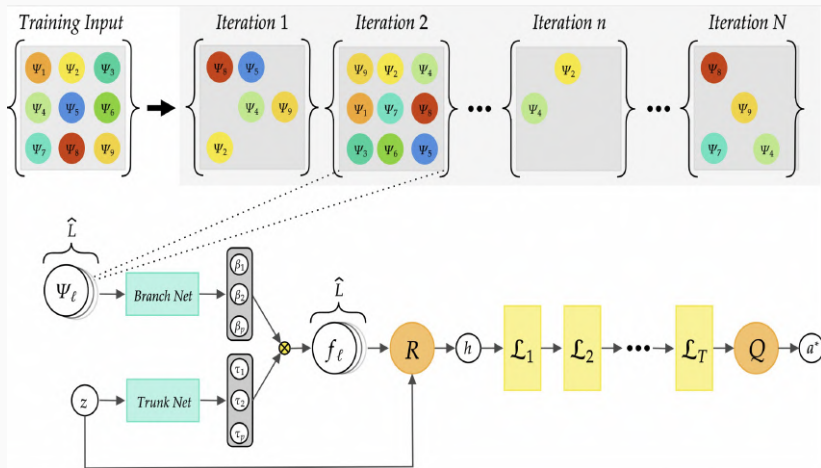 Training Input Iteration 1 Iteration 2 Iteration n Iteration N
Ψ1 Ψ2 Ψ3 Ψ8 Ψ5 Ψ9 Ψ2 Ψ4 Ψ2 Ψ8
Ψ4 Ψ5 Ψ6 Ψ4 Ψ9 Ψ1 Ψ7 Ψ8 ••• Ψ4 ••• Ψ9
Ψ7 Ψ8 Ψ9 Ψ2 Ψ3 Ψ6 Ψ5 Ψ7 Ψ4
L̂
Ψℓ Branch Net β1
β2
βp
L̂
fℓ R h ℒ1 ℒ2 ••• ℒT Q a*
z Trunk Net τ1
τ2
τp